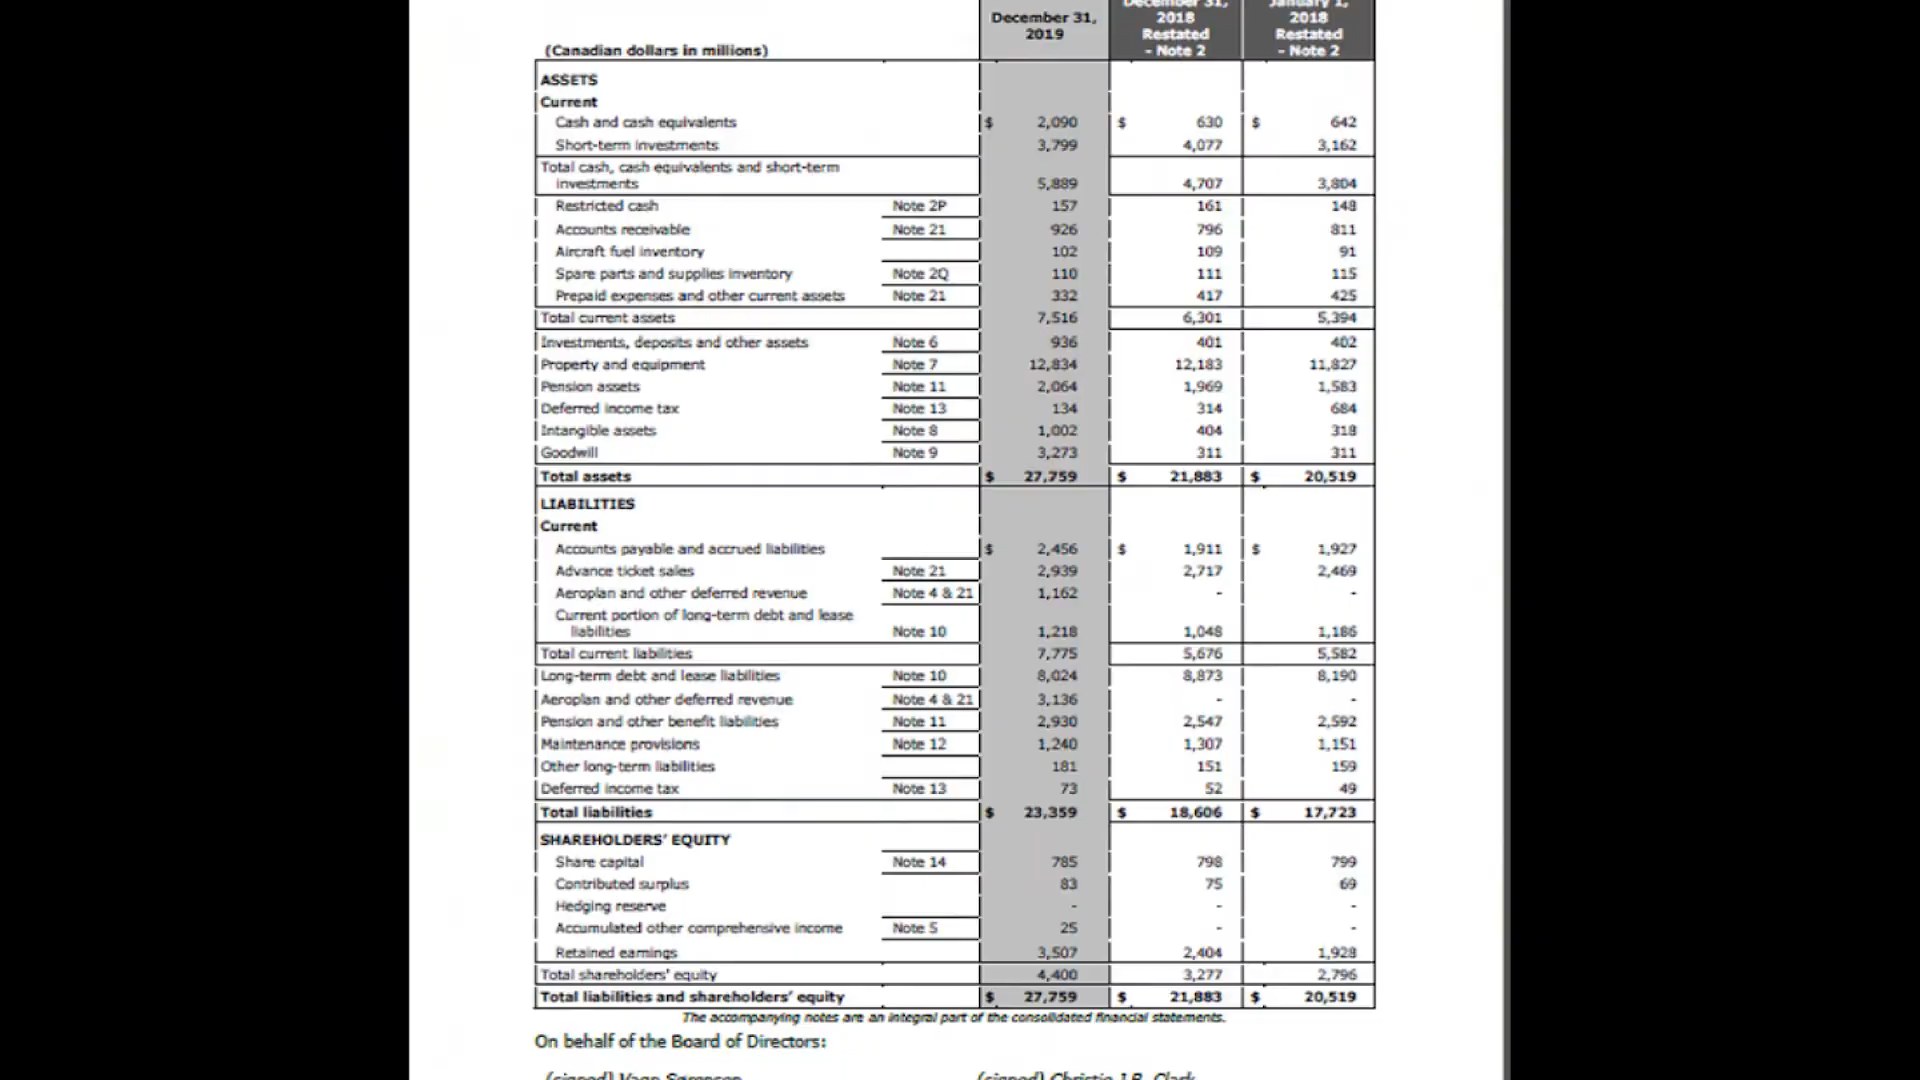 December 31, December 31, January 1,
2019 2018 2018
Restated Restated
(Canadian dollars in millions) - Note 2 - Note 2
ASSETS
Current
Cash and cash equivalents $ 2,090 $ 630 $ 642
Short-term investments 3,799 4,077 3,162
Total cash, cash equivalents and short-term
investments 5,889 4,707 3,804
Restricted cash Note 2P 157 161 148
Accounts receivable Note 21 926 796 811
Aircraft fuel inventory 102 109 91
Spare parts and supplies inventory Note 2Q 110 111 115
Prepaid expenses and other current assets Note 21 332 417 425
Total current assets 7,516 6,301 5,394
Investments, deposits and other assets Note 6 936 401 402
Property and equipment Note 7 12,834 12,183 11,827
Pension assets Note 11 2,064 1,969 1,583
Deferred income tax Note 13 134 314 684
Intangible assets Note 8 1,002 404 318
Goodwill Note 9 3,273 311 311
Total assets $ 27,759 $ 21,883 $ 20,519
LIABILITIES
Current
Accounts payable and accrued liabilities $ 2,456 $ 1,911 $ 1,927
Advance ticket sales Note 21 2,939 2,717 2,469
Aeroplan and other deferred revenue Note 4 & 21 1,162 - -
Current portion of long-term debt and lease
liabilities Note 10 1,218 1,048 1,186
Total current liabilities 7,775 5,676 5,582
Long-term debt and lease liabilities Note 10 8,024 8,873 8,190
Aeroplan and other deferred revenue Note 4 & 21 3,136 - -
Pension and other benefit liabilities Note 11 2,930 2,547 2,592
Maintenance provisions Note 12 1,240 1,307 1,151
Other long-term liabilities 181 151 159
Deferred income tax Note 13 73 52 49
Total liabilities $ 23,359 $ 18,606 $ 17,723
SHAREHOLDERS' EQUITY
Share capital Note 14 785 798 799
Contributed surplus 83 75 69
Hedging reserve - - -
Accumulated other comprehensive income Note 5 25 - -
Retained earnings 3,507 2,404 1,928
Total shareholders' equity 4,400 3,277 2,796
Total liabilities and shareholders' equity $ 27,759 $ 21,883 $ 20,519
The accompanying notes are an integral part of the consolidated financial statements.
On behalf of the Board of Directors:
(signed) Vagn Sørensen (signed) Christie J.B. Clark